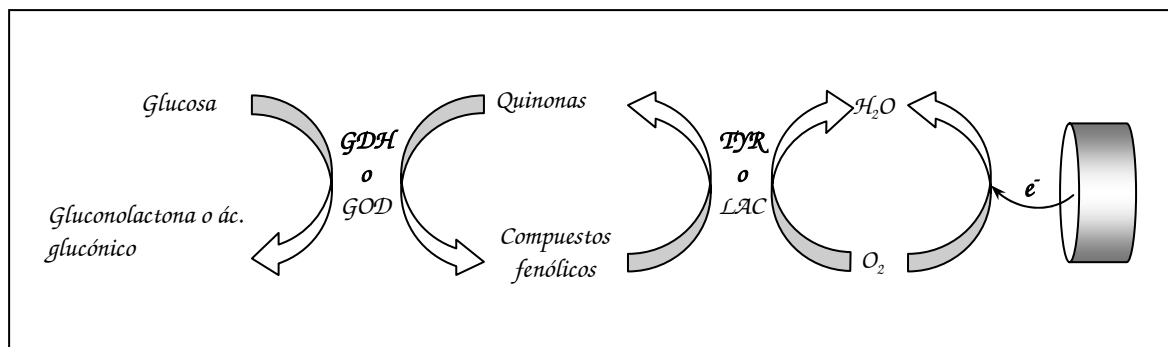 Glucosa
Gluconolactona o ác.
glucónico
GDH
o
GOD
Quinonas
Compuestos
fenólicos
TYR
o
LAC
H₂O
O₂
e⁻